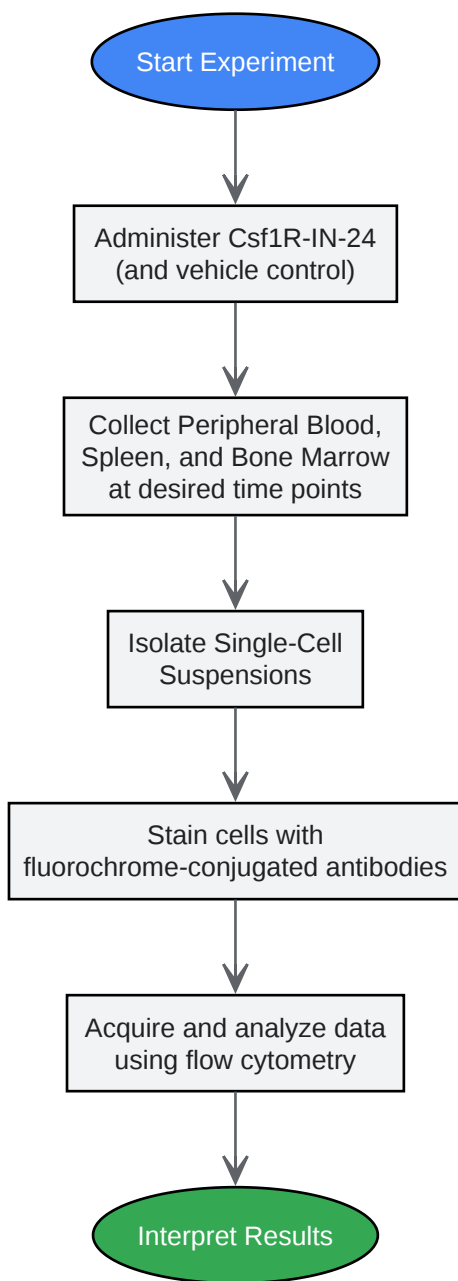 Start Experiment
Administer Csf1R-IN-24
(and vehicle control)
Collect Peripheral Blood,
Spleen, and Bone Marrow
at desired time points
Isolate Single-Cell
Suspensions
Stain cells with
fluorochrome-conjugated antibodies
Acquire and analyze data
using flow cytometry
Interpret Results